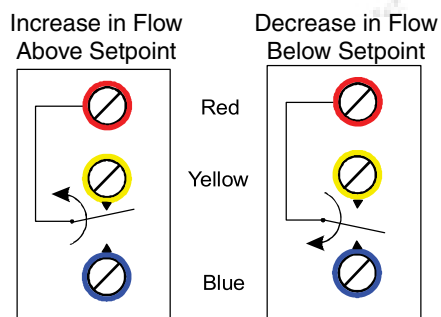 Increase in Flow
Above Setpoint
Decrease in Flow
Below Setpoint
Red
Yellow
Blue